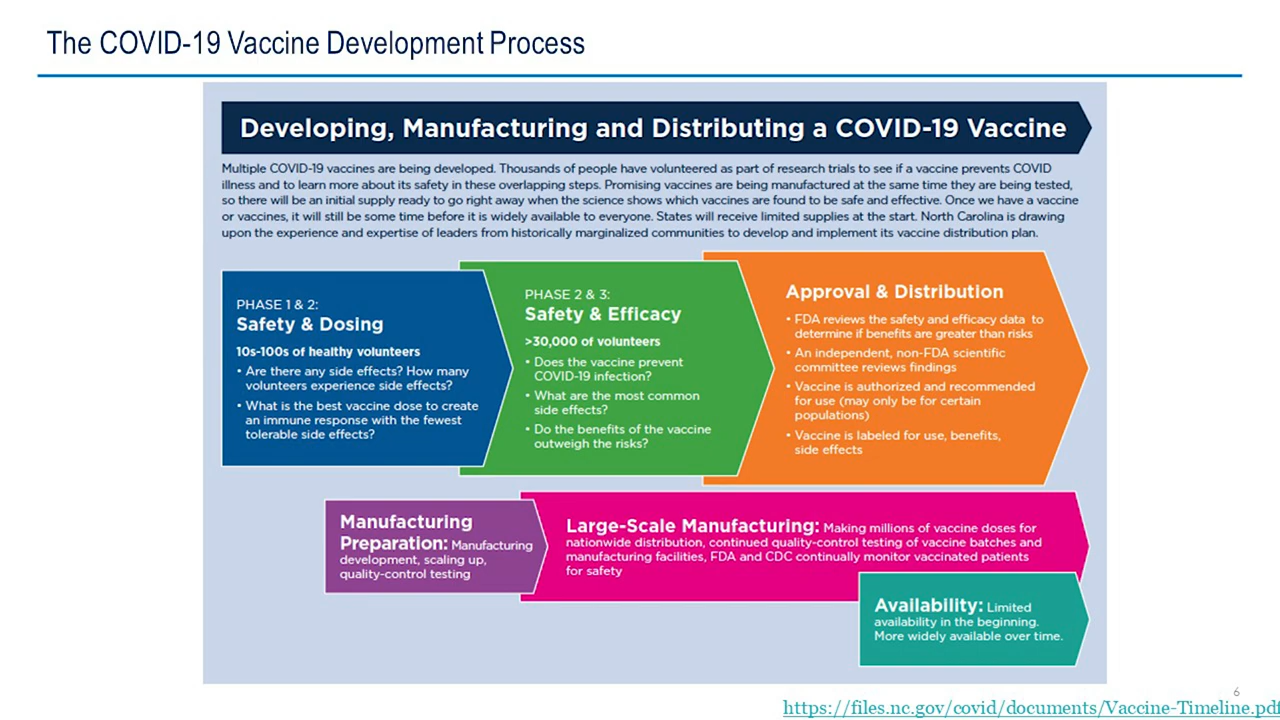 The COVID-19 Vaccine Development Process
Developing, Manufacturing and Distributing a COVID-19 Vaccine
Multiple COVID-19 vaccines are being developed. Thousands of people have volunteered as part of research trials to see if a vaccine prevents COVID
illness and to learn more about its safety in these overlapping steps. Promising vaccines are being manufactured at the same time they are being tested,
so there will be an initial supply ready to go right away when the science shows which vaccines are found to be safe and effective. Once we have a vaccine
or vaccines, it will still be some time before it is widely available to everyone. States will receive limited supplies at the start. North Carolina is drawing
upon the experience and expertise of leaders from historically marginalized communities to develop and implement its vaccine distribution plan.
PHASE 1 & 2:
Safety & Dosing
10s-100s of healthy volunteers
• Are there any side effects? How many
volunteers experience side effects?
• What is the best vaccine dose to create
an immune response with the fewest
tolerable side effects?
PHASE 2 & 3:
Safety & Efficacy
>30,000 of volunteers
• Does the vaccine prevent
COVID-19 infection?
• What are the most common
side effects?
• Do the benefits of the vaccine
outweigh the risks?
Approval & Distribution
• FDA reviews the safety and efficacy data to
determine if benefits are greater than risks
• An independent, non-FDA scientific
committee reviews findings
• Vaccine is authorized and recommended
for use (may only be for certain
populations)
• Vaccine is labeled for use, benefits,
side effects
Manufacturing
Preparation: Manufacturing
development, scaling up,
quality-control testing
Large-Scale Manufacturing: Making millions of vaccine doses for
nationwide distribution, continued quality-control testing of vaccine batches and
manufacturing facilities, FDA and CDC continually monitor vaccinated patients
for safety
Availability: Limited
availability in the beginning.
More widely available over time.
6
https://files.nc.gov/covid/documents/Vaccine-Timeline.pdf